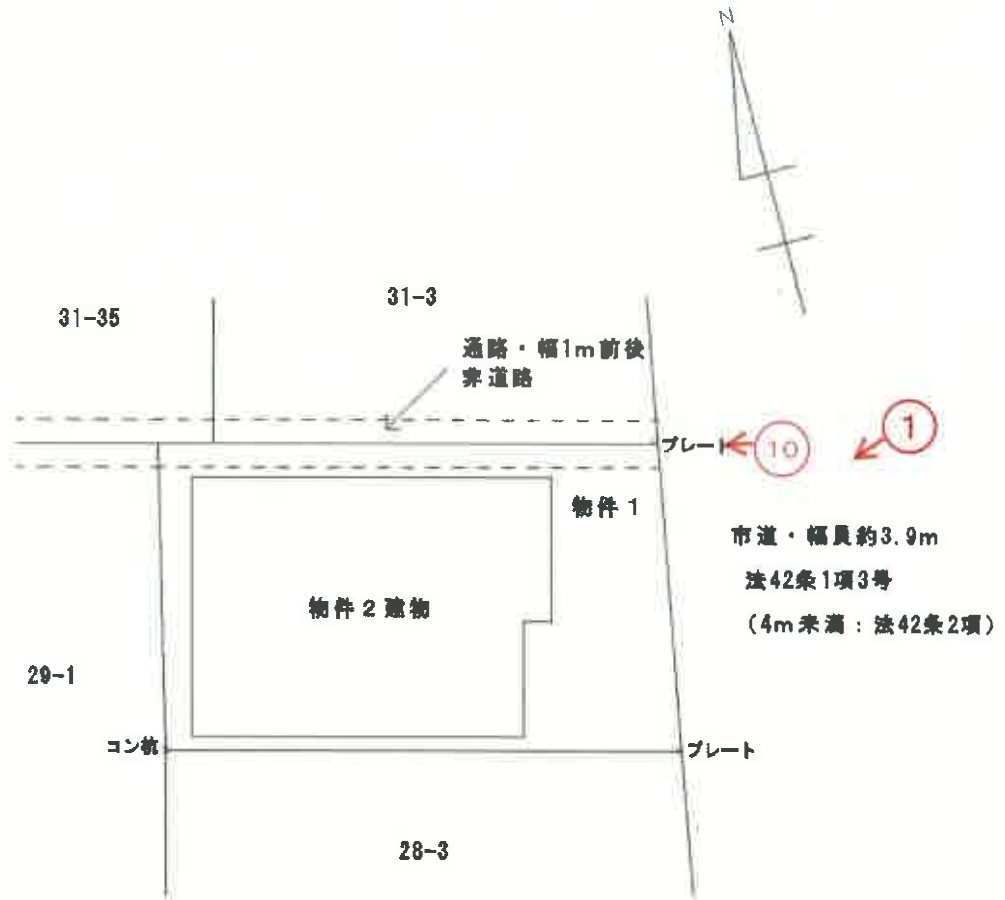 N
31-35
31-3
通路・幅1m前後
非道路
プレート
10
1
物件1
市道・幅員約3.9m
法42条1項3号
(4m未満:法42条2項)
物件2建物
29-1
コン杭
プレート
28-3